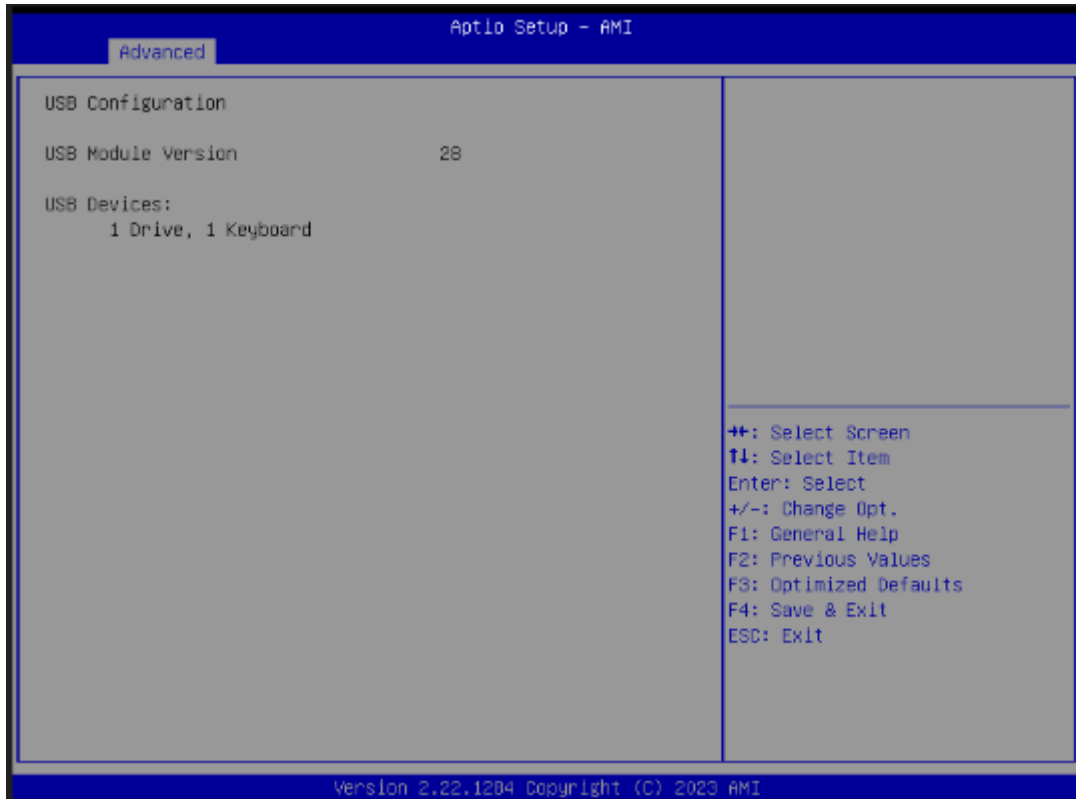 Aptio Setup - AMI
Advanced
USB Configuration
USB Module Version 28
USB Devices:
1 Drive, 1 Keyboard
→←: Select Screen
↑↓: Select Item
Enter: Select
+/-: Change Opt.
F1: General Help
F2: Previous Values
F3: Optimized Defaults
F4: Save & Exit
ESC: Exit
Version 2.22.1284 Copyright (C) 2023 AMI